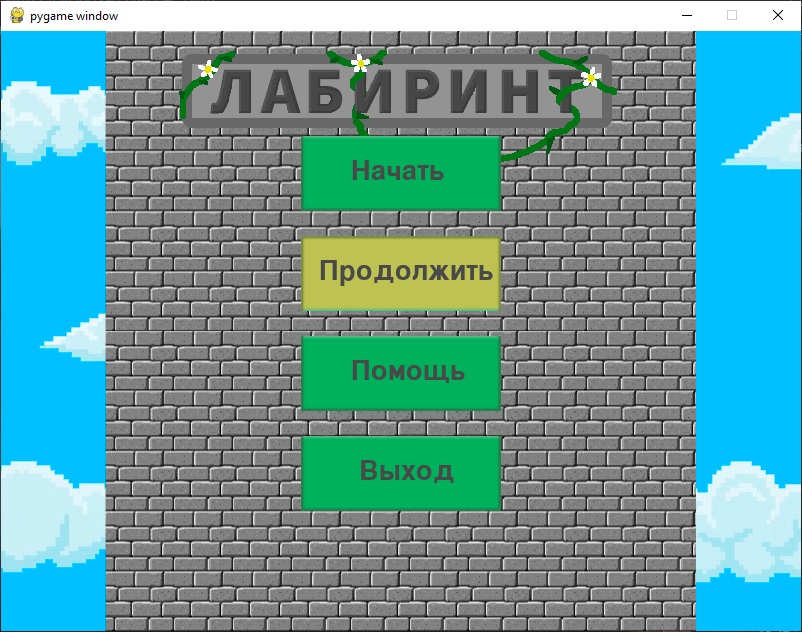 pygame window
ЛАБИРИНТ
Начать
Продолжить
Помощь
Выход